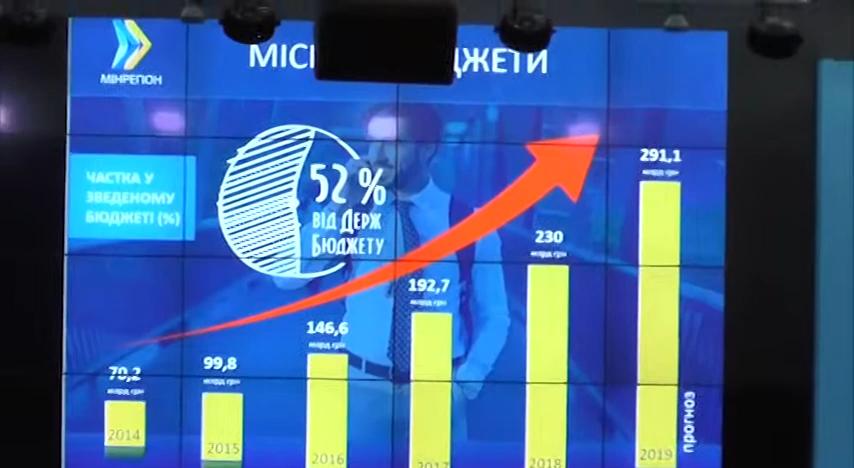 МІНРЕГІОН
ЧАСТКА У
ЗВЕДЕНОМУ
БЮДЖЕТІ (%)
52 %
ВІД ДЕРЖ
БЮДЖЕТУ
70,2
млрд грн
2014
99,8
млрд грн
2015
146,6
млрд грн
2016
192,7
млрд грн
2017
230
млрд грн
2018
291,1
млрд грн
2019
прогноз